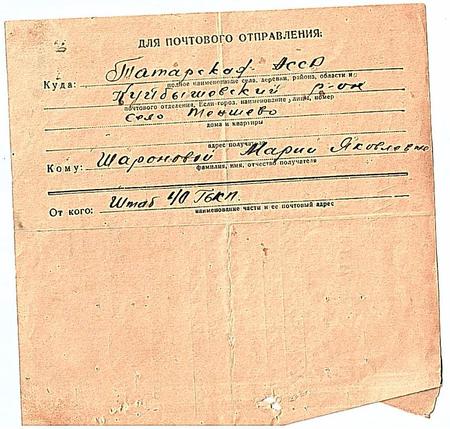 ДЛЯ ПОЧТОВОГО ОТПРАВЛЕНИЯ:
Куда: Татарская АССР
полное наименование села, деревни, района, области и
Куйбышевский р-он
почтового отделения, Если город, наименование улицы, номер
село Теншево
дома и квартиры
адрес получателя
Кому: Шароновой Марии Яковлевне
фамилия, имя, отчество получателя
От кого: Штаб 40 ГБКП
наименование части и ее почтовый адрес